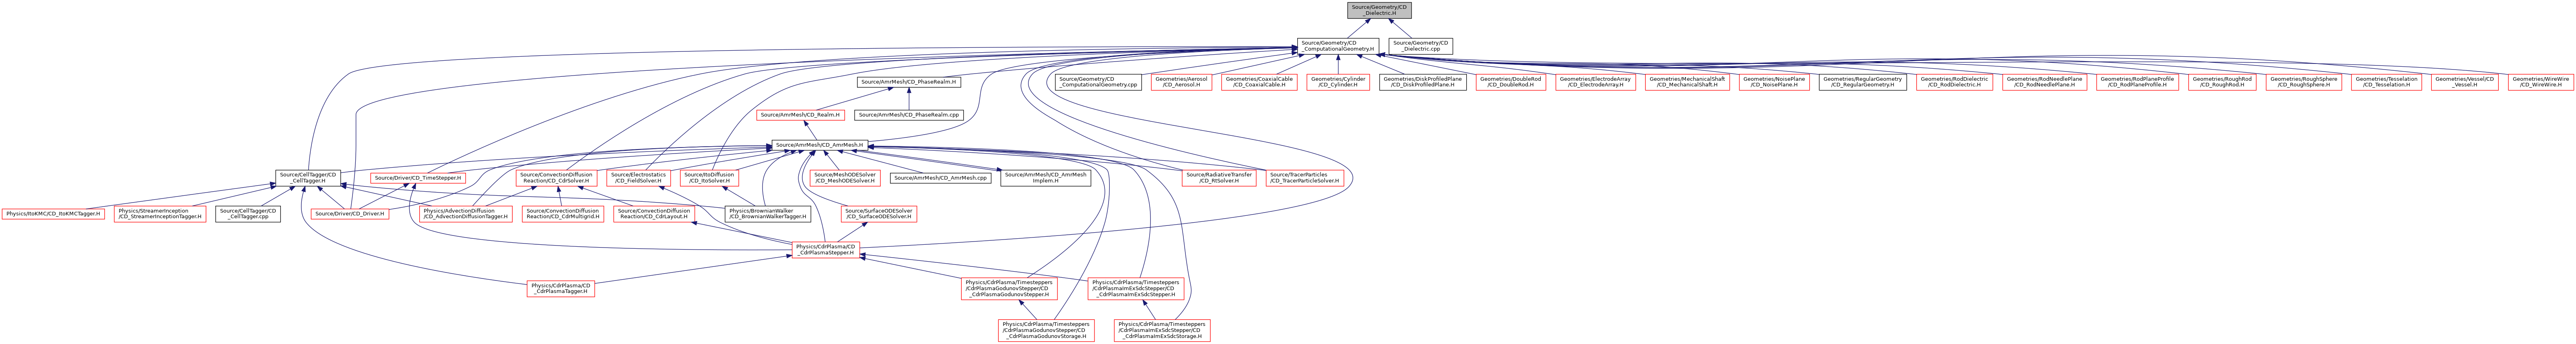 Source/Geometry/CD
_Dielectric.H
Source/Geometry/CD
_ComputationalGeometry.H
Source/Geometry/CD
_Dielectric.cpp
Source/AmrMesh/CD_PhaseRealm.H
Source/Geometry/CD
_ComputationalGeometry.cpp
Geometries/Aerosol
/CD_Aerosol.H
Geometries/CoaxialCable
/CD_CoaxialCable.H
Geometries/Cylinder
/CD_Cylinder.H
Geometries/DiskProfiledPlane
/CD_DiskProfiledPlane.H
Geometries/DoubleRod
/CD_DoubleRod.H
Geometries/ElectrodeArray
/CD_ElectrodeArray.H
Geometries/MechanicalShaft
/CD_MechanicalShaft.H
Geometries/NoisePlane
/CD_NoisePlane.H
Geometries/RegularGeometry
/CD_RegularGeometry.H
Geometries/RodDielectric
/CD_RodDielectric.H
Geometries/RodNeedlePlane
/CD_RodNeedlePlane.H
Geometries/RodPlaneProfile
/CD_RodPlaneProfile.H
Geometries/RoughRod
/CD_RoughRod.H
Geometries/RoughSphere
/CD_RoughSphere.H
Geometries/Tesselation
/CD_Tesselation.H
Geometries/Vessel/CD
_Vessel.H
Geometries/WireWire
/CD_WireWire.H
Source/AmrMesh/CD_Realm.H
Source/AmrMesh/CD_PhaseRealm.cpp
Source/AmrMesh/CD_AmrMesh.H
Source/CellTagger/CD
_CellTagger.H
Source/Driver/CD_TimeStepper.H
Source/ConvectionDiffusion
Reaction/CD_CdrSolver.H
Source/Electrostatics
/CD_FieldSolver.H
Source/ItoDiffusion
/CD_ItoSolver.H
Source/MeshODESolver
/CD_MeshODESolver.H
Source/AmrMesh/CD_AmrMesh.cpp
Source/AmrMesh/CD_AmrMesh
Implem.H
Source/RadiativeTransfer
/CD_RtSolver.H
Source/TracerParticles
/CD_TracerParticleSolver.H
Physics/ItoKMC/CD_ItoKMCTagger.H
Physics/StreamerInception
/CD_StreamerInceptionTagger.H
Source/CellTagger/CD
_CellTagger.cpp
Source/Driver/CD_Driver.H
Physics/AdvectionDiffusion
/CD_AdvectionDiffusionTagger.H
Source/ConvectionDiffusion
Reaction/CD_CdrMultigrid.H
Source/ConvectionDiffusion
Reaction/CD_CdrLayout.H
Physics/BrownianWalker
/CD_BrownianWalkerTagger.H
Source/SurfaceODESolver
/CD_SurfaceODESolver.H
Physics/CdrPlasma/CD
_CdrPlasmaStepper.H
Physics/CdrPlasma/CD
_CdrPlasmaTagger.H
Physics/CdrPlasma/Timesteppers
/CdrPlasmaGodunovStepper/CD
_CdrPlasmaGodunovStepper.H
Physics/CdrPlasma/Timesteppers
/CdrPlasmaImExSdcStepper/CD
_CdrPlasmaImExSdcStepper.H
Physics/CdrPlasma/Timesteppers
/CdrPlasmaGodunovStepper/CD
_CdrPlasmaGodunovStorage.H
Physics/CdrPlasma/Timesteppers
/CdrPlasmaImExSdcStepper/CD
_CdrPlasmaImExSdcStorage.H